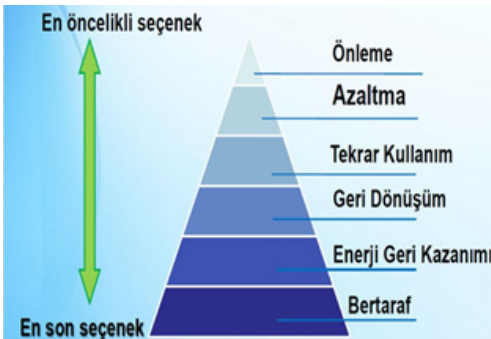 En öncelikli seçenek
Önleme
Azaltma
Tekrar Kullanım
Geri Dönüşüm
Enerji Geri Kazanımı
Bertaraf
En son seçenek